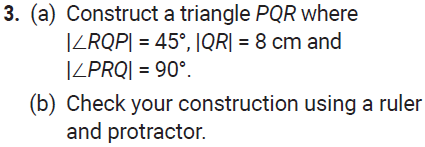 3. (a) Construct a triangle PQR where
|∠RQP| = 45°, |QR| = 8 cm and
|∠PRQ| = 90°.
(b) Check your construction using a ruler
and protractor.